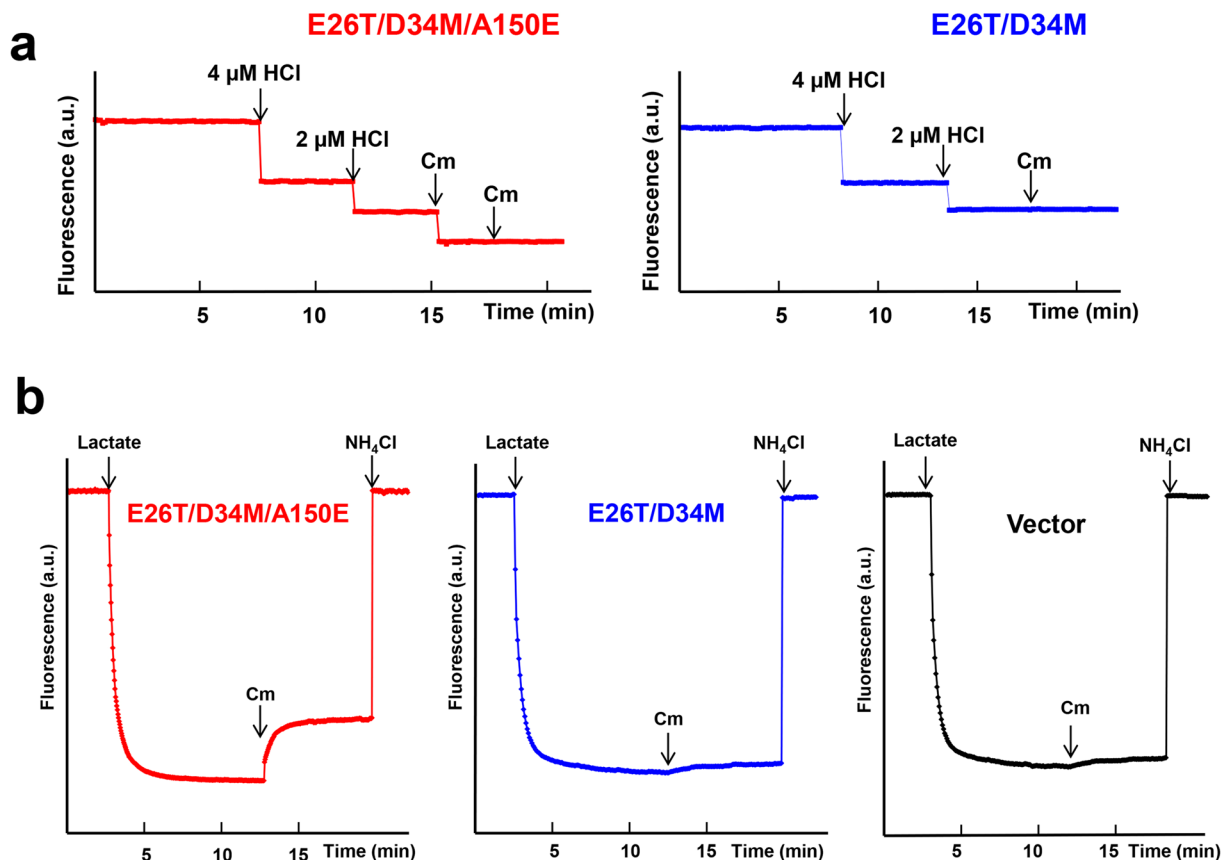 a
E26T/D34M/A150E
Fluorescence (a.u.)
4 µM HCl
2 µM HCl
Cm
Cm
5
10
15
Time (min)
E26T/D34M
Fluorescence (a.u.)
4 µM HCl
2 µM HCl
Cm
5
10
15
Time (min)
b
Lactate
NH₄Cl
E26T/D34M/A150E
Fluorescence (a.u.)
Cm
5
10
15
Time (min)
Lactate
NH₄Cl
E26T/D34M
Fluorescence (a.u.)
Cm
5
10
15
Time (min)
Lactate
NH₄Cl
Vector
Fluorescence (a.u.)
Cm
5
10
15
Time (min)